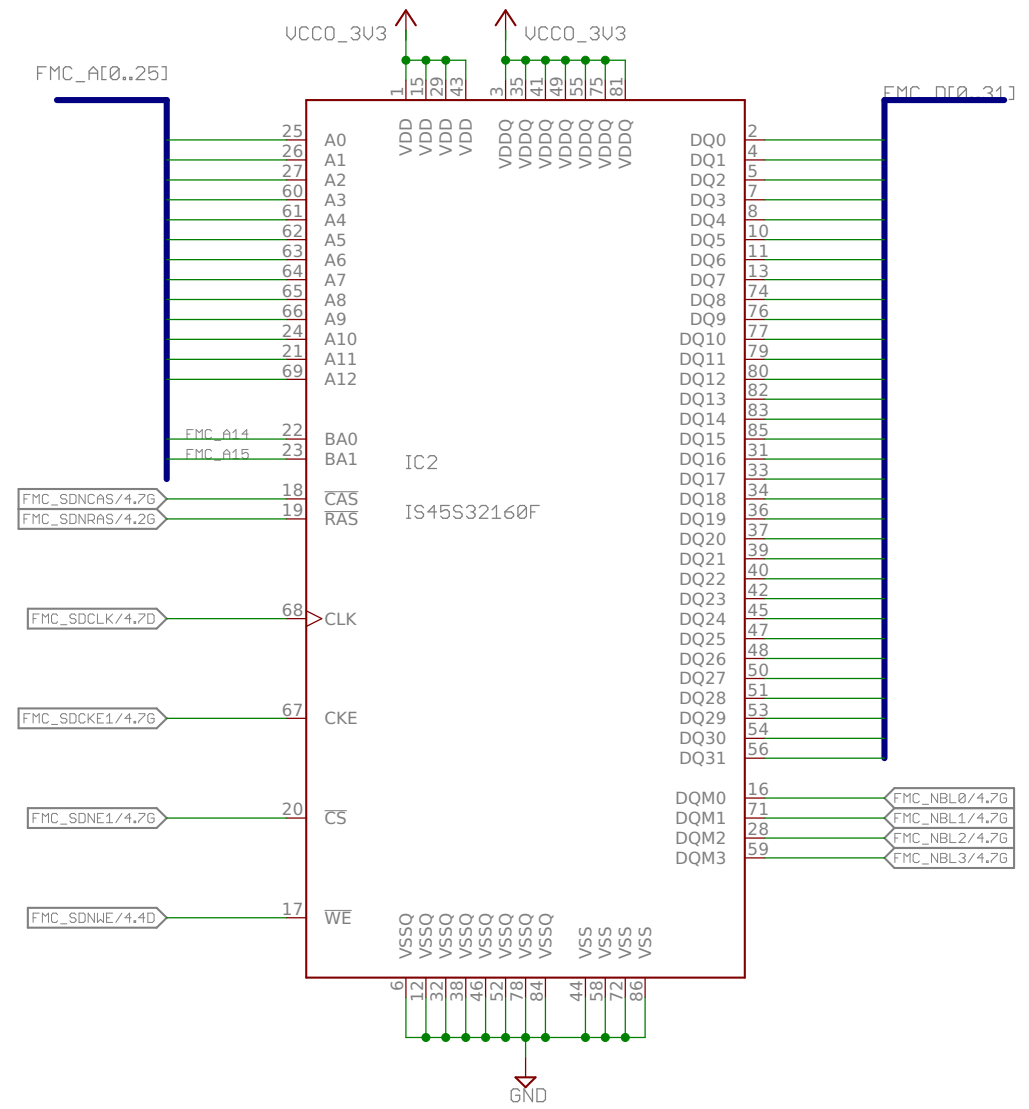 VCCO_3V3 VCCO_3V3
FMC_A[0..25] FMC_D[0..31]
1 15 29 43 3 35 41 49 55 75 81
VDD VDD VDD VDD VDDQ VDDQ VDDQ VDDQ VDDQ VDDQ VDDQ
25 A0 DQ0 2
26 A1 DQ1 4
27 A2 DQ2 5
60 A3 DQ3 7
61 A4 DQ4 8
62 A5 DQ5 10
63 A6 DQ6 11
64 A7 DQ7 13
65 A8 DQ8 74
66 A9 DQ9 76
24 A10 DQ10 77
21 A11 DQ11 79
69 A12 DQ12 80
DQ13 82
DQ14 83
FMC_A14 22 BA0 DQ15 85
FMC_A15 23 BA1 DQ16 31
IC2
DQ17 33
FMC_SDNCAS/4.7G 18 CAS DQ18 34
IS45S32160F
FMC_SDNRAS/4.2G 19 RAS DQ19 36
DQ20 37
DQ21 39
DQ22 40
DQ23 42
FMC_SDCLK/4.7D 68 CLK DQ24 45
DQ25 47
DQ26 48
DQ27 50
DQ28 51
FMC_SDCKE1/4.7G 67 CKE DQ29 53
DQ30 54
DQ31 56
DQM0 16 FMC_NBL0/4.7G
FMC_SDNE1/4.7G 20 CS DQM1 71 FMC_NBL1/4.7G
DQM2 28 FMC_NBL2/4.7G
DQM3 59 FMC_NBL3/4.7G
FMC_SDNWE/4.4D 17 WE
VSSQ VSSQ VSSQ VSSQ VSSQ VSSQ VSSQ VSSQ VSS VSS VSS VSS
6 12 32 38 46 52 78 84 44 58 72 86
GND